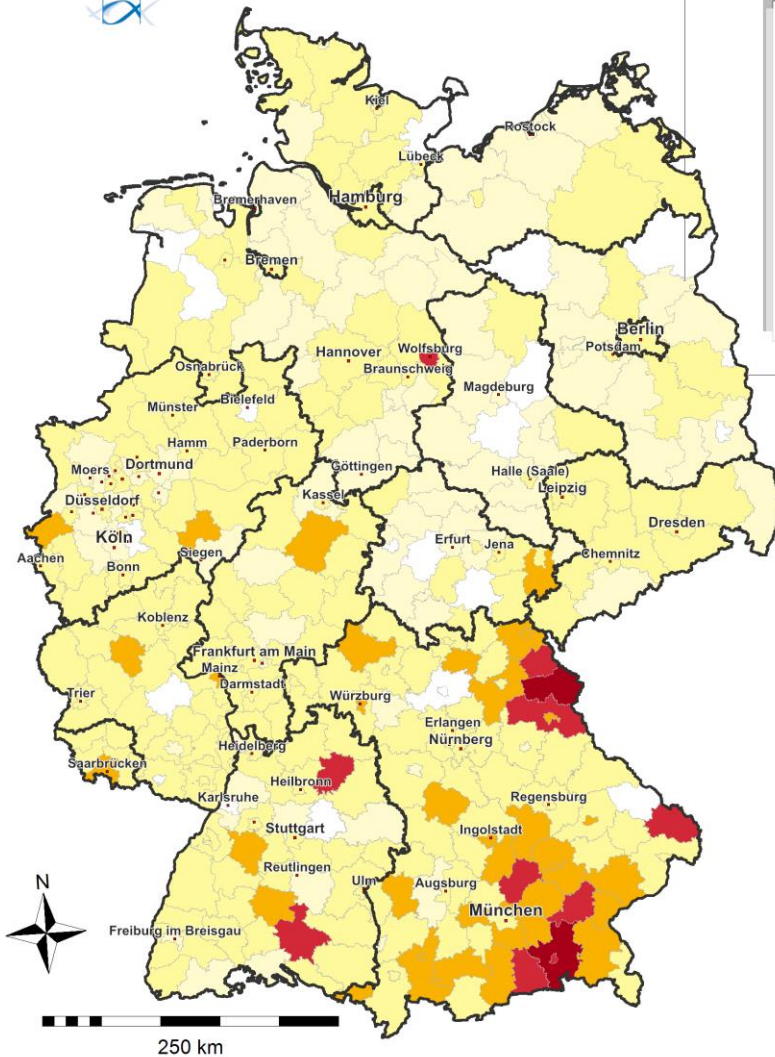 Kiel
Rostock
Lübeck
Bremerhaven
Hamburg
Bremen
Berlin
Wolfsburg
Potsdam
Hannover
Braunschweig
Osnabrück
Magdeburg
Bielefeld
Münster
Hamm
Paderborn
Moers
Dortmund
Göttingen
Halle (Saale)
Leipzig
Düsseldorf
Kassel
Dresden
Köln
Erfurt
Jena
Siegen
Chemnitz
Aachen
Bonn
Koblenz
Frankfurt am Main
Mainz
Darmstadt
Trier
Würzburg
Erlangen
Nürnberg
Heidelberg
Saarbrücken
Heilbronn
Karlsruhe
Regensburg
Stuttgart
Ingolstadt
Reutlingen
Ulm
Augsburg
München
N
Freiburg im Breisgau
250 km